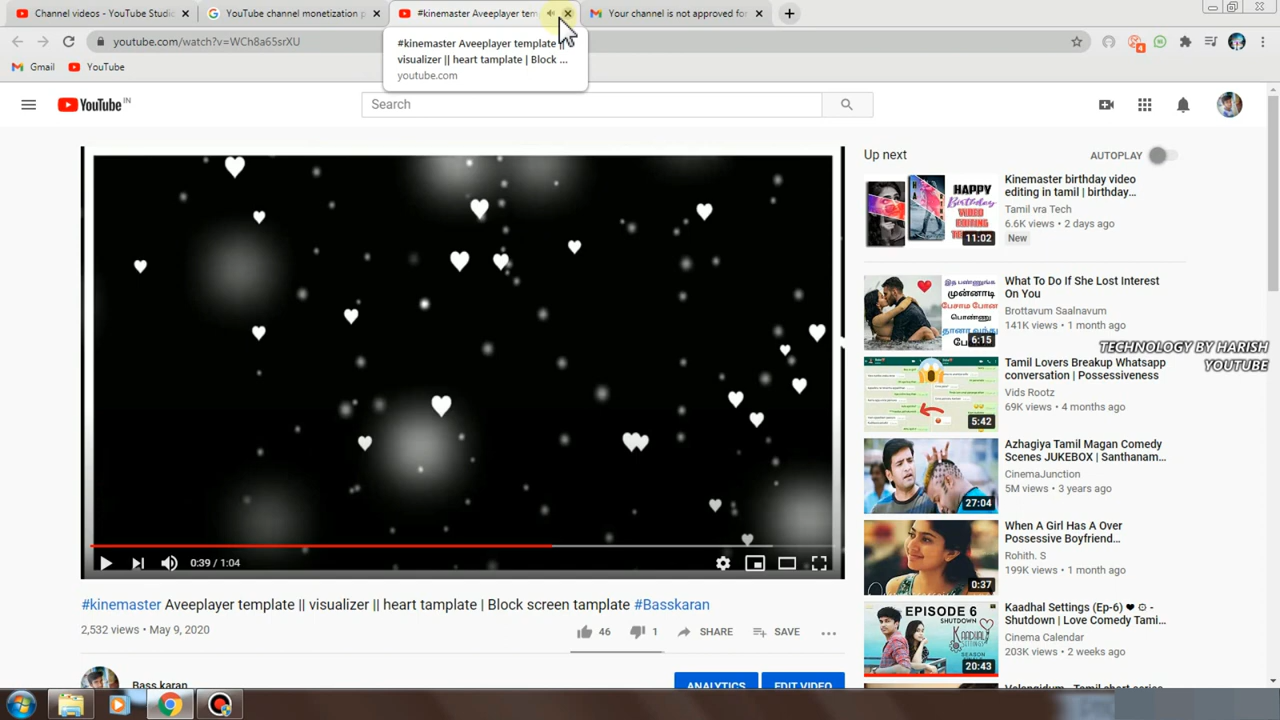 Channel videos - YouTube Studio
YouTube channel monetization p
#kinemaster Aveeplayer tem
Your channel is not approved for
youtube.com/watch?v=WCh8a65srXU
#kinemaster Aveeplayer template ||
visualizer || heart tamplate | Block ...
youtube.com
4
Gmail
YouTube
YouTube IN
Search
Up next
AUTOPLAY
HAPPY
Birthday
VIDEO
EDITING
11:02
Kinemaster birthday video
editing in tamil | birthday...
Tamil vra Tech
6.6K views • 2 days ago
New
இத பண்ணுங்க
முன்னாடி
பேசாம போன
பொண்ணு
6:15
What To Do If She Lost Interest
On You
Brottavum Saalnavum
141K views • 1 month ago
TECHNOLOGY BY HARISH
YOUTUBE
5:42
Tamil Lovers Breakup Whatsapp
conversation | Possessiveness
Vids Rootz
69K views • 4 months ago
27:04
Azhagiya Tamil Magan Comedy
Scenes JUKEBOX | Santhanam...
CinemaJunction
5M views • 3 years ago
0:37
When A Girl Has A Over
Possessive Boyfriend...
Rohith. S
199K views • 1 month ago
EPISODE 6
SHUTDOWN
20:43
Kaadhal Settings (Ep-6) ❤ ⚙ -
Shutdown | Love Comedy Tami...
Cinema Calendar
203K views • 2 weeks ago
0:39 / 1:04
#kinemaster Aveeplayer template || visualizer || heart tamplate | Block screen tamplate #Basskaran
2,532 views • May 9, 2020
46
1
SHARE
SAVE
Bass karan
ANALYTICS
EDIT VIDEO